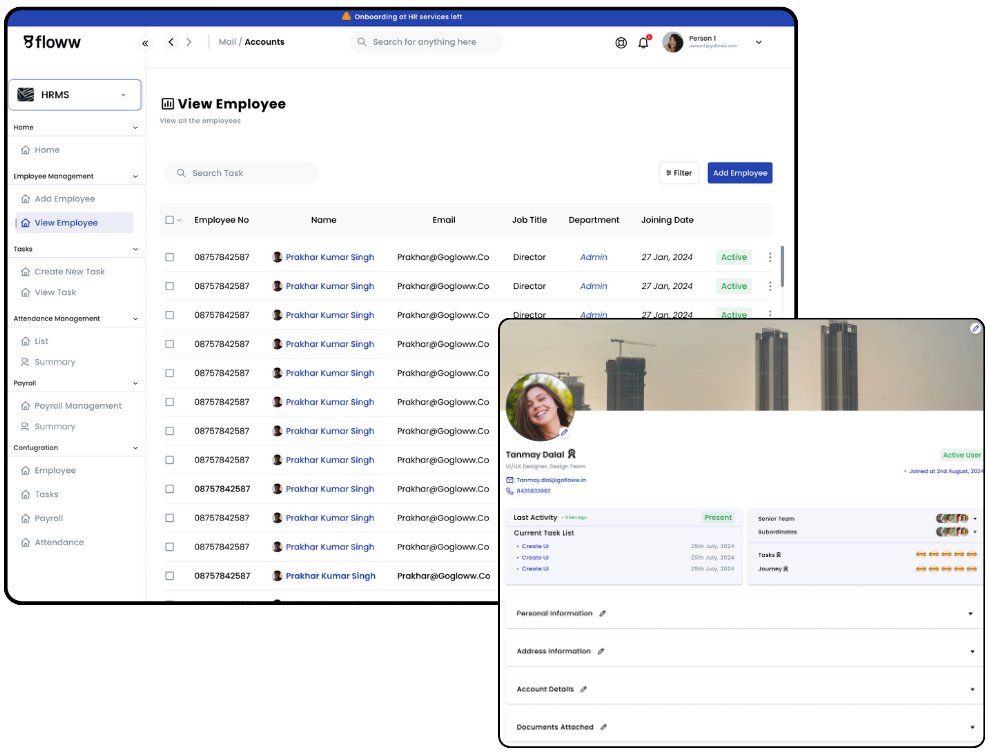 Onboarding at HR services left
floww
Mail / Accounts
Search for anything here
Person 1
person1@gofloww.com
HRMS
Home
Home
Employee Management
Add Employee
View Employee
Tasks
Create New Task
View Task
Attendance Management
List
Summary
Payroll
Payroll Management
Summary
Confugration
Employee
Tasks
Payroll
Attendance
View Employee
View all the employees
Search Task
Filter
Add Employee
Employee No Name Email Job Title Department Joining Date
08757842587 Prakhar Kumar Singh Prakhar@Gogloww.Co Director Admin 27 Jan, 2024 Active
08757842587 Prakhar Kumar Singh Prakhar@Gogloww.Co Director Admin 27 Jan, 2024 Active
08757842587 Prakhar Kumar Singh Prakhar@Gogloww.Co Director Admin 27 Jan, 2024 Active
08757842587 Prakhar Kumar Singh Prakhar@Gogloww.Co
08757842587 Prakhar Kumar Singh Prakhar@Gogloww.Co
08757842587 Prakhar Kumar Singh Prakhar@Gogloww.Co
08757842587 Prakhar Kumar Singh Prakhar@Gogloww.Co
08757842587 Prakhar Kumar Singh Prakhar@Gogloww.Co
08757842587 Prakhar Kumar Singh Prakhar@Gogloww.Co
08757842587 Prakhar Kumar Singh Prakhar@Gogloww.Co
08757842587 Prakhar Kumar Singh Prakhar@Gogloww.Co
08757842587 Prakhar Kumar Singh Prakhar@Gogloww.Co
Tanmay Dalal
UI/UX Designer, Design Team
Tanmay.dlal@gofloww.in
8426833982
Active User
• Joined at 2nd August, 2024
Last Activity • 2 Min Ago Present
Current Task List
• Create UI 25th July, 2024
• Create UI 25th July, 2024
• Create UI 25th July, 2024
Senior Team
Subordinates
Tasks
Journey
Personal Information
Address Information
Account Details
Documents Attached